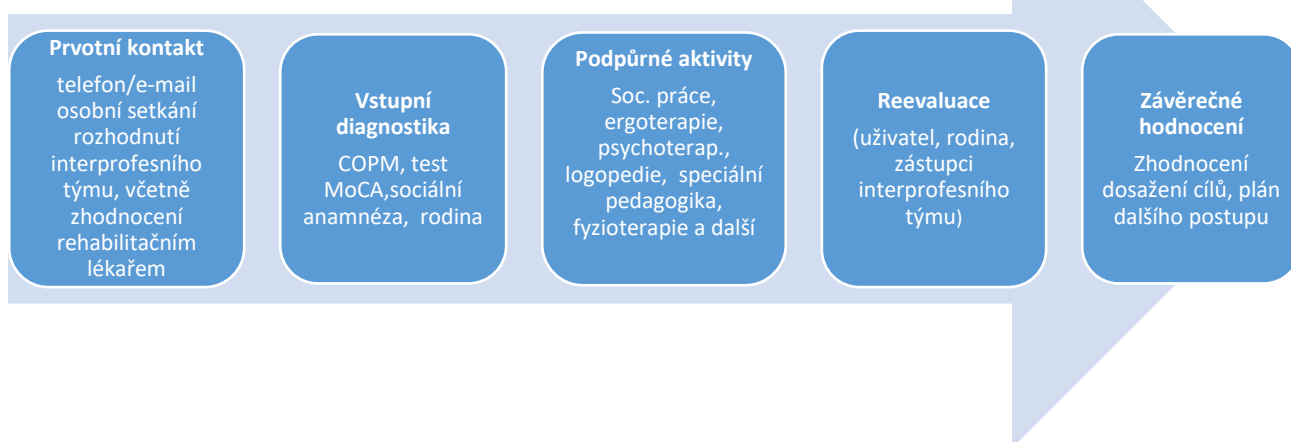 Prvotní kontakt
telefon/e-mail
osobní setkání
rozhodnutí
interprofesního
týmu, včetně
zhodnocení
rehabilitačním
lékařem
Vstupní
diagnostika
COPM, test
MoCA,sociální
anamnéza, rodina
Podpůrné aktivity
Soc. práce,
ergoterapie,
psychoterap.,
logopedie, speciální
pedagogika,
fyzioterapie a další
Reevaluace
(uživatel, rodina,
zástupci
interprofesního
týmu)
Závěrečné
hodnocení
Zhodnocení
dosažení cílů, plán
dalšího postupu